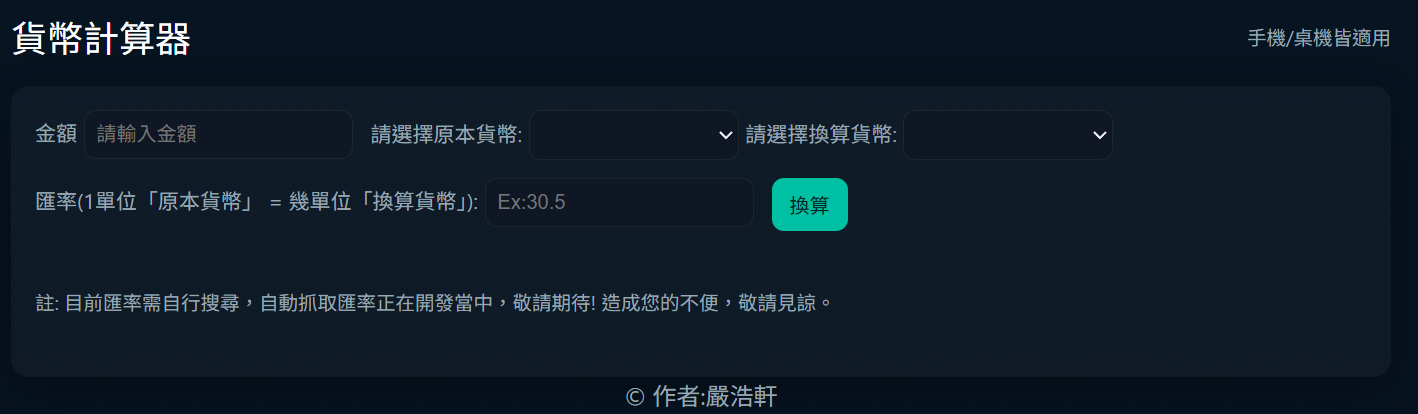 貨幣計算器
手機/桌機皆適用
金額 請輸入金額 請選擇原本貨幣: 請選擇換算貨幣:
匯率(1單位「原本貨幣」 = 幾單位「換算貨幣」): Ex:30.5 換算
註: 目前匯率需自行搜尋，自動抓取匯率正在開發當中，敬請期待! 造成您的不便，敬請見諒。
© 作者:嚴浩軒